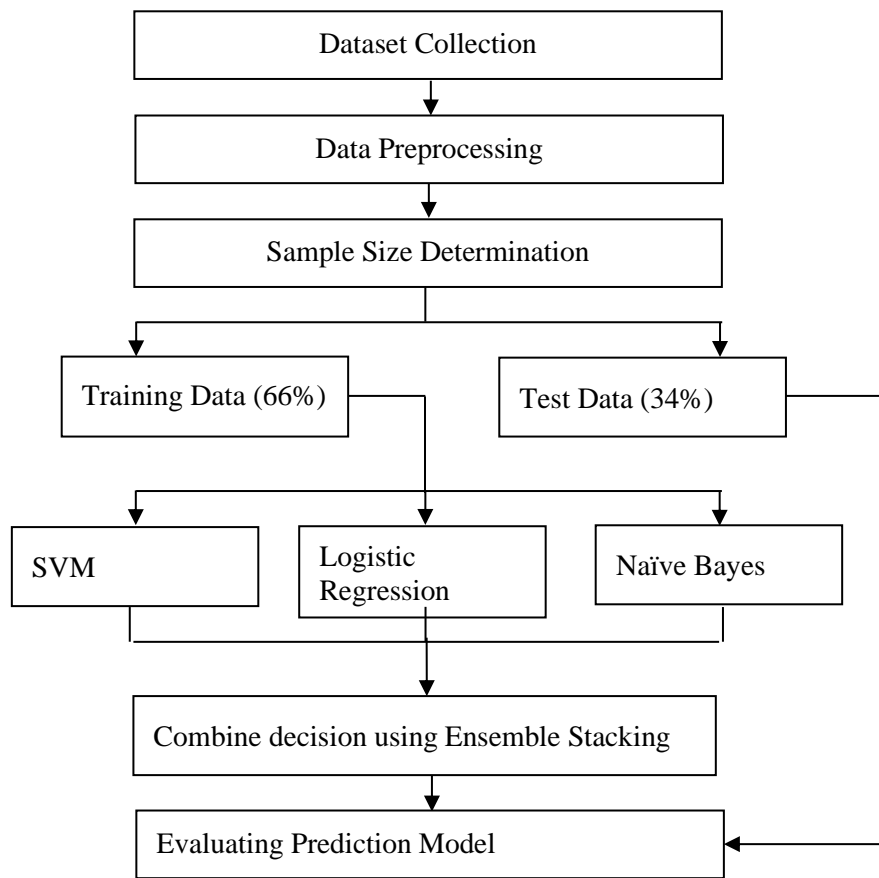 Dataset Collection
Data Preprocessing
Sample Size Determination
Training Data (66%)
Test Data (34%)
SVM
Logistic
Regression
Naïve Bayes
Combine decision using Ensemble Stacking
Evaluating Prediction Model